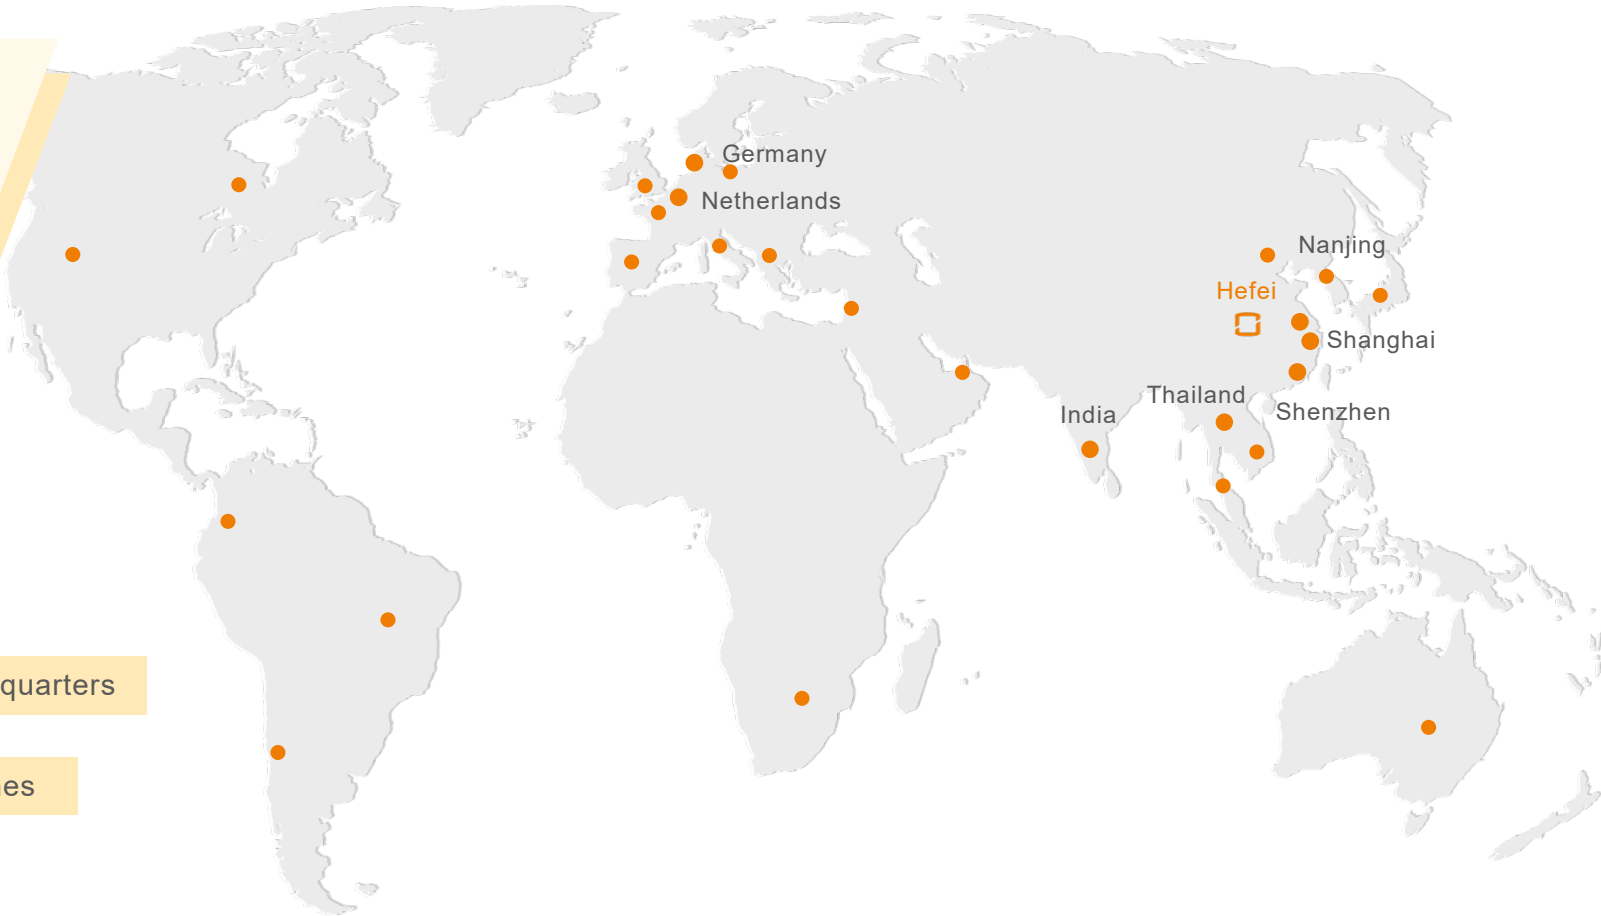 Germany
Netherlands
Nanjing
Hefei
Shanghai
Thailand
India
Shenzhen
quarters
es